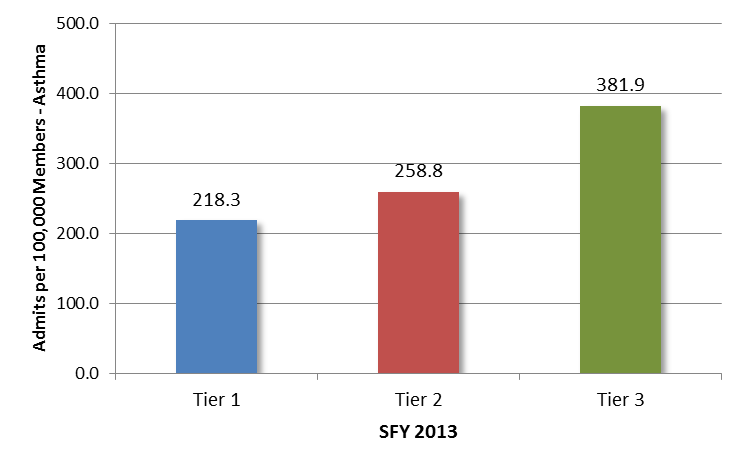 Admits per 100,000 Members - Asthma
500.0
400.0
300.0
200.0
100.0
0.0
218.3
258.8
381.9
Tier 1
Tier 2
Tier 3
SFY 2013